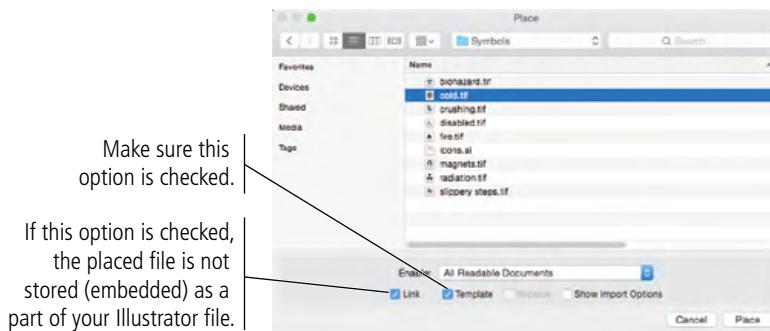 Place
Symbols
Search
Favorites
Devices
Shared
Media
Tags
Name
biohazard.tif
cold.tif
crushing.tif
disabled.tif
fire.tif
icons.ai
magnets.tif
radiation.tif
slippery steps.tif
Make sure this
option is checked.
If this option is checked,
the placed file is not
stored (embedded) as a
part of your Illustrator file.
Enable: All Readable Documents
Link Template Replace Show Import Options
Cancel Place